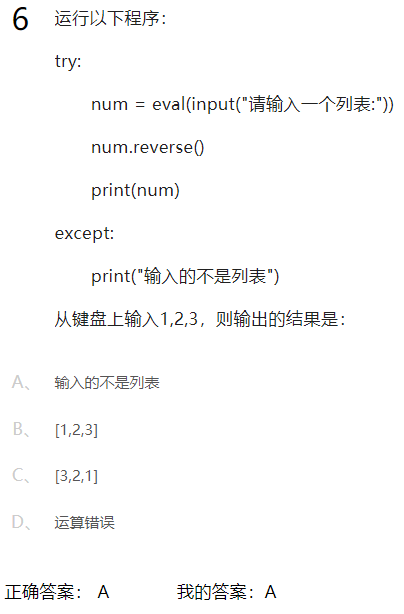 6 运行以下程序：
try:
num = eval(input("请输入一个列表:"))
num.reverse()
print(num)
except:
print("输入的不是列表")
从键盘上输入1,2,3，则输出的结果是：
A、 输入的不是列表
B、 [1,2,3]
C、 [3,2,1]
D、 运算错误
正确答案： A 我的答案：A